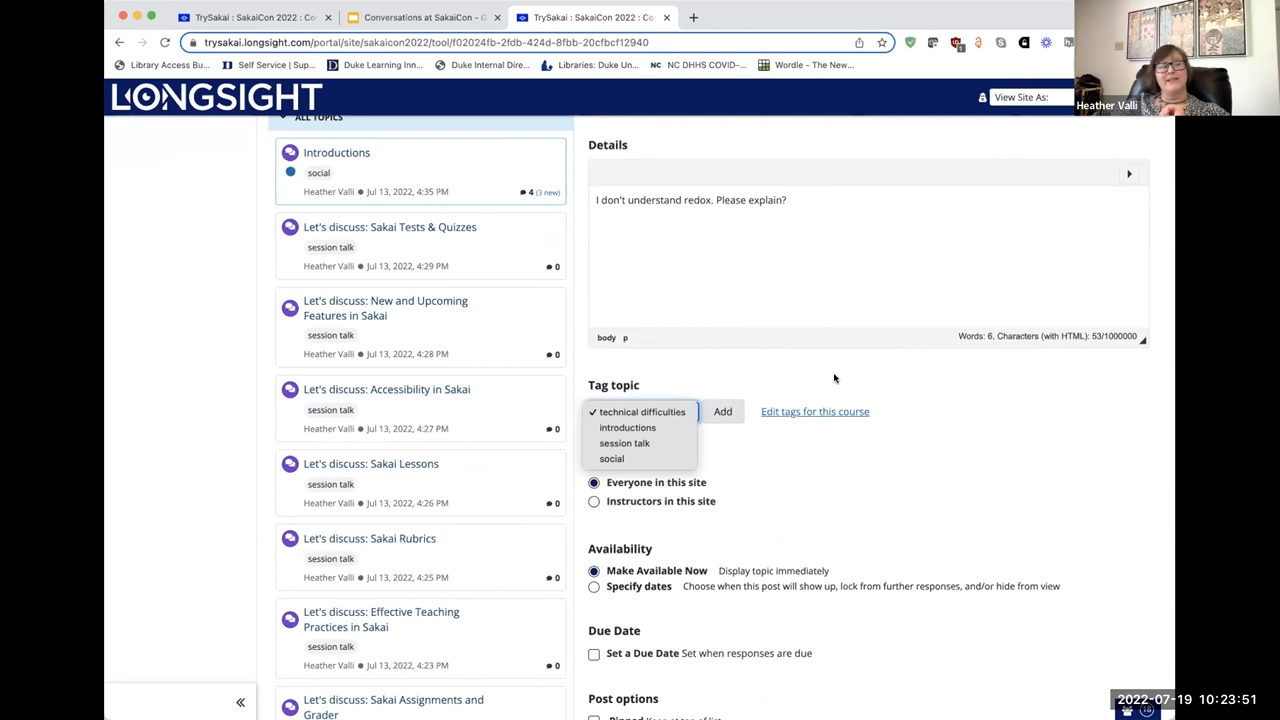 TrySakai : SakaiCon 2022 : Co
Conversations at SakaiCon - G
TrySakai : SakaiCon 2022 : Co
trysakai.longsight.com/portal/site/sakaicon2022/tool/f02024fb-2fdb-424d-8fbb-20cfbcf12940
Library Access Bu...
Self Service | Sup...
Duke Learning Inn...
Duke Internal Dire...
Libraries: Duke Un...
NC DHHS COVID-...
Wordle - The New...
LONGSIGHT
View Site As:
Heather Valli
ALL TOPICS
Introductions
social
Heather Valli ● Jul 13, 2022, 4:35 PM
4 (3 new)
Let's discuss: Sakai Tests & Quizzes
session talk
Heather Valli ● Jul 13, 2022, 4:29 PM
0
Let's discuss: New and Upcoming
Features in Sakai
session talk
Heather Valli ● Jul 13, 2022, 4:28 PM
0
Let's discuss: Accessibility in Sakai
session talk
Heather Valli ● Jul 13, 2022, 4:27 PM
0
Let's discuss: Sakai Lessons
session talk
Heather Valli ● Jul 13, 2022, 4:26 PM
0
Let's discuss: Sakai Rubrics
session talk
Heather Valli ● Jul 13, 2022, 4:25 PM
0
Let's discuss: Effective Teaching
Practices in Sakai
session talk
Heather Valli ● Jul 13, 2022, 4:23 PM
0
Let's discuss: Sakai Assignments and
Grader
Details
I don't understand redox. Please explain?
body p
Words: 6, Characters (with HTML): 53/1000000
Tag topic
✓ technical difficulties
introductions
session talk
social
Add
Edit tags for this course
Everyone in this site
Instructors in this site
Availability
Make Available Now Display topic immediately
Specify dates Choose when this post will show up, lock from further responses, and/or hide from view
Due Date
Set a Due Date Set when responses are due
Post options
Pinned Keep at top of list
2022-07-19 10:23:51